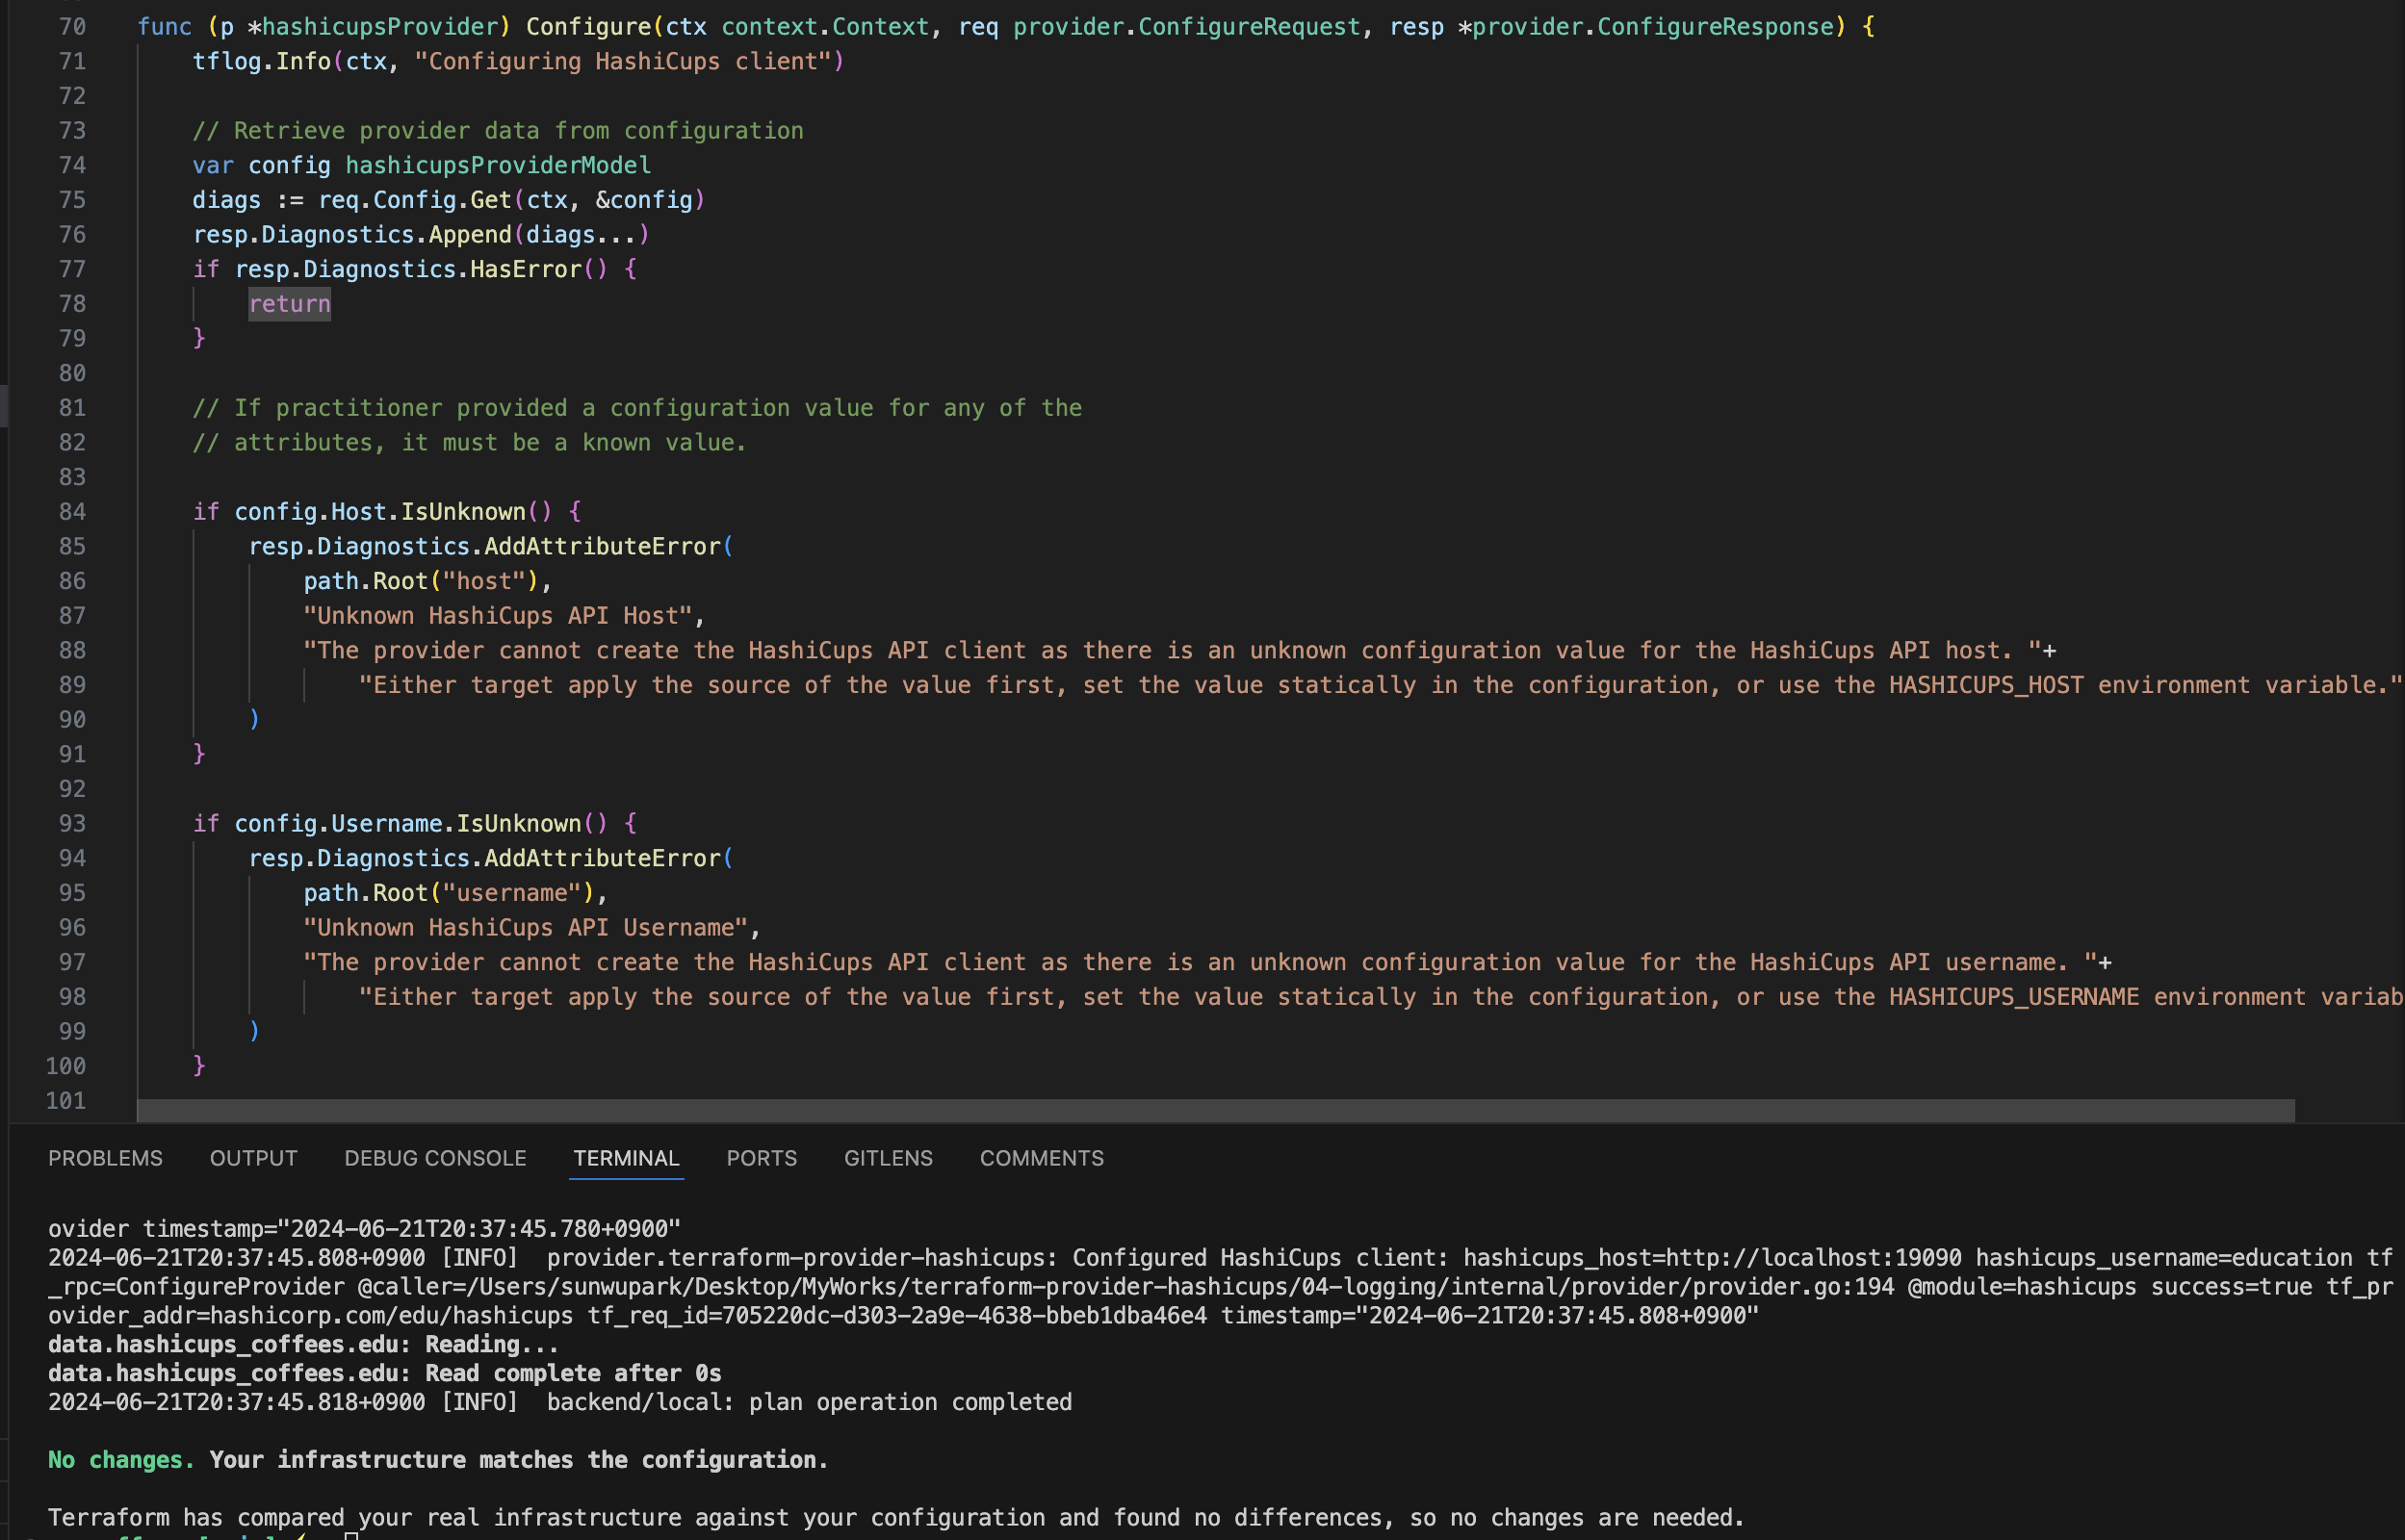 70 func (p *hashicupsProvider) Configure(ctx context.Context, req provider.ConfigureRequest, resp *provider.ConfigureResponse) {
71 tflog.Info(ctx, "Configuring HashiCups client")
72
73 // Retrieve provider data from configuration
74 var config hashicupsProviderModel
75 diags := req.Config.Get(ctx, &config)
76 resp.Diagnostics.Append(diags...)
77 if resp.Diagnostics.HasError() {
78 return
79 }
80
81 // If practitioner provided a configuration value for any of the
82 // attributes, it must be a known value.
83
84 if config.Host.IsUnknown() {
85 resp.Diagnostics.AddAttributeError(
86 path.Root("host"),
87 "Unknown HashiCups API Host",
88 "The provider cannot create the HashiCups API client as there is an unknown configuration value for the HashiCups API host. "+
89 "Either target apply the source of the value first, set the value statically in the configuration, or use the HASHICUPS_HOST environment variable."
90 )
91 }
92
93 if config.Username.IsUnknown() {
94 resp.Diagnostics.AddAttributeError(
95 path.Root("username"),
96 "Unknown HashiCups API Username",
97 "The provider cannot create the HashiCups API client as there is an unknown configuration value for the HashiCups API username. "+
98 "Either target apply the source of the value first, set the value statically in the configuration, or use the HASHICUPS_USERNAME environment variab
99 )
100 }
101
PROBLEMS OUTPUT DEBUG CONSOLE TERMINAL PORTS GITLENS COMMENTS
ovider timestamp="2024-06-21T20:37:45.780+0900"
2024-06-21T20:37:45.808+0900 [INFO]  provider.terraform-provider-hashicups: Configured HashiCups client: hashicups_host=http://localhost:19090 hashicups_username=education tf
_rpc=ConfigureProvider @caller=/Users/sunwupark/Desktop/MyWorks/terraform-provider-hashicups/04-logging/internal/provider/provider.go:194 @module=hashicups success=true tf_pr
ovider_addr=hashicorp.com/edu/hashicups tf_req_id=705220dc-d303-2a9e-4638-bbeb1dba46e4 timestamp="2024-06-21T20:37:45.808+0900"
data.hashicups_coffees.edu: Reading...
data.hashicups_coffees.edu: Read complete after 0s
2024-06-21T20:37:45.818+0900 [INFO]  backend/local: plan operation completed
No changes. Your infrastructure matches the configuration.
Terraform has compared your real infrastructure against your configuration and found no differences, so no changes are needed.